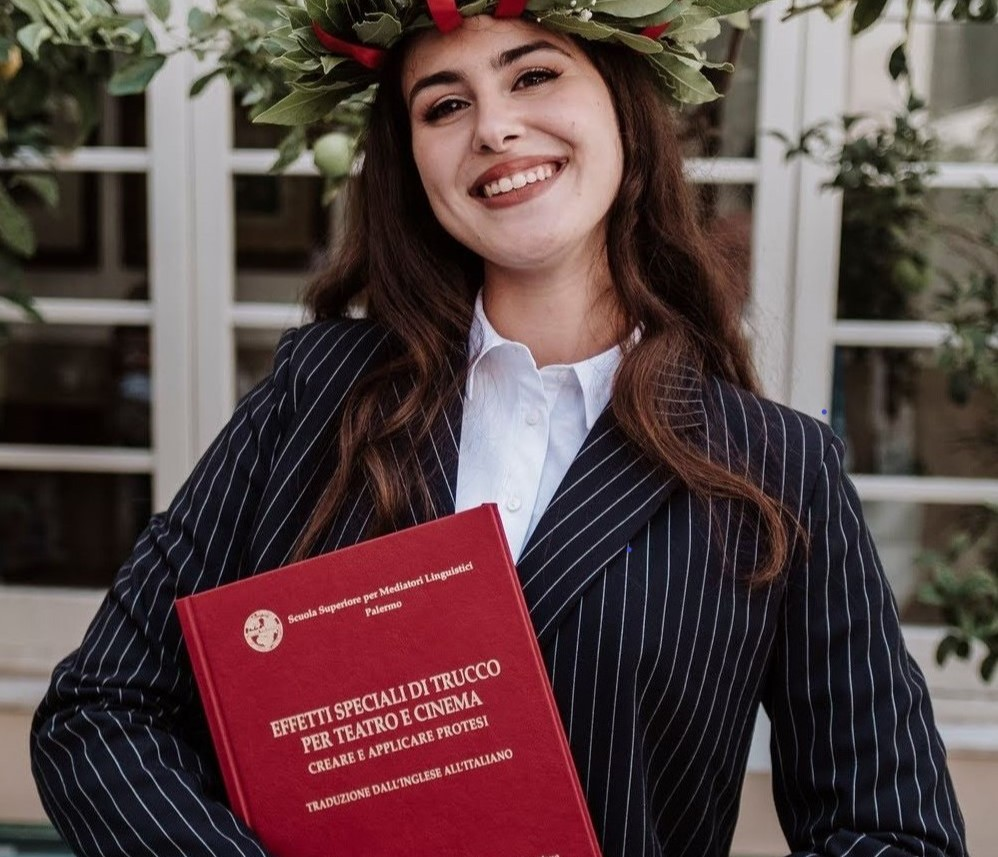 Scuola Superiore per Mediatori Linguistici
Palermo
EFFETTI SPECIALI DI TRUCCO
PER TEATRO E CINEMA
CREARE E APPLICARE PROTESI
TRADUZIONE DALL'INGLESE ALL'ITALIANO